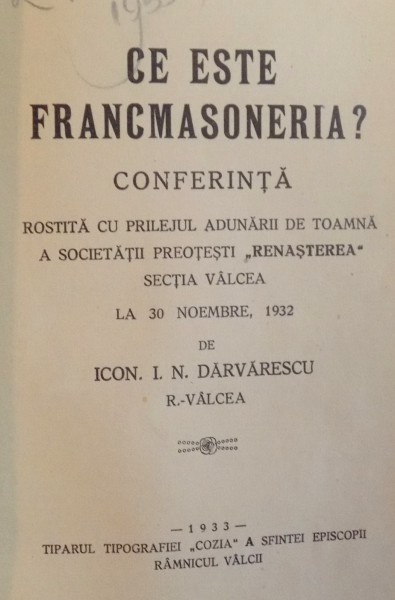 CE ESTE
FRANCMASONERIA?
CONFERINȚĂ
ROSTITĂ CU PRILEJUL ADUNĂRII DE TOAMNĂ
A SOCIETĂȚII PREOȚEȘTI „RENAȘTEREA"
SECȚIA VÂLCEA
LA 30 NOEMBRE, 1932
DE
ICON. I. N. DĂRVĂRESCU
R.-VÂLCEA
— 1933 —
TIPARUL TIPOGRAFIEI „COZIA" A SFINTEI EPISCOPII
RÂMNICUL VÂLCII